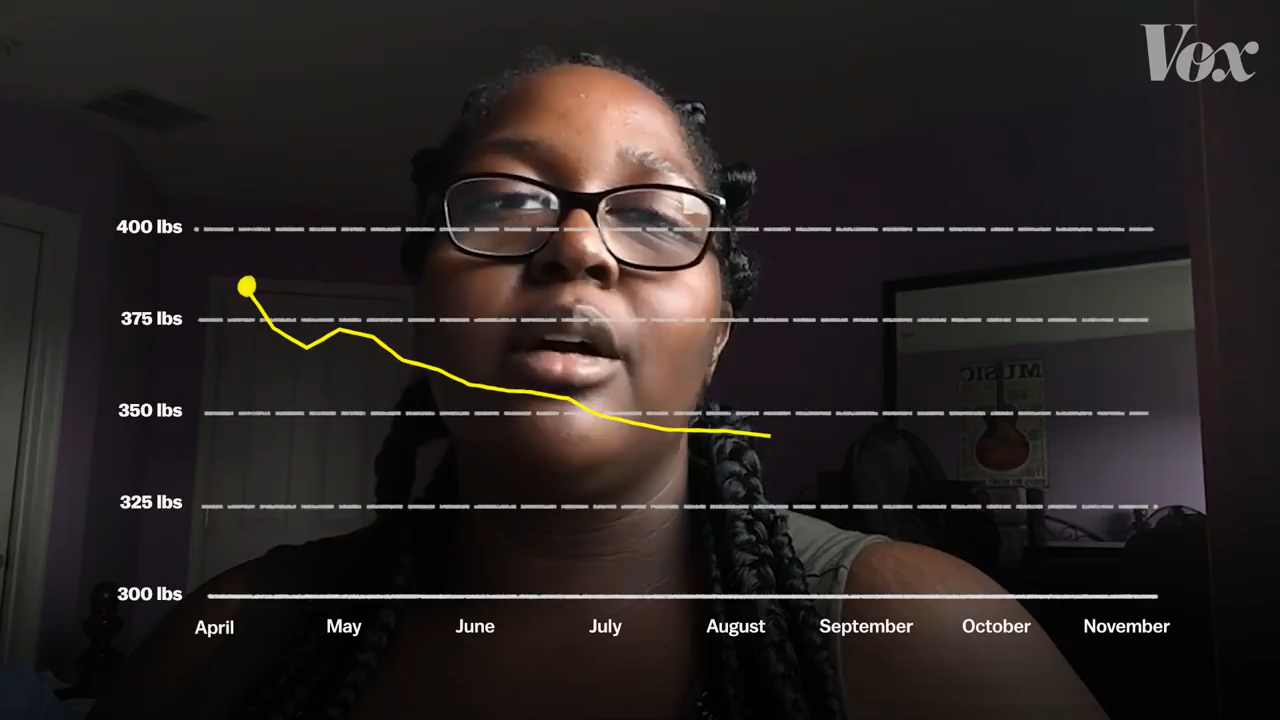 Vox
400 lbs
375 lbs
MUSIC
350 lbs
325 lbs
300 lbs
April May June July August September October November